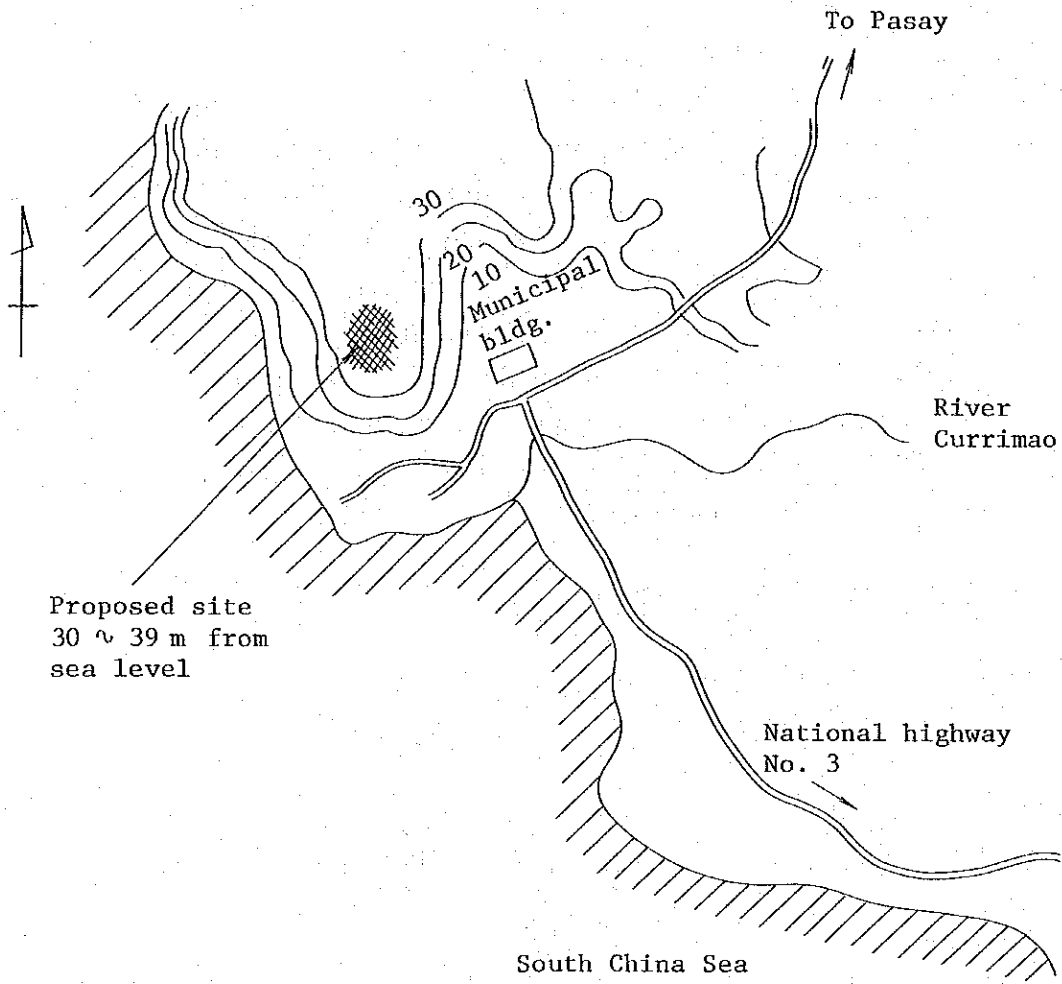 To Pasay
30
20
10
Municipal
bldg.
River
Currimao
Proposed site
30 ∿ 39 m from
sea level
National highway
No. 3
South China Sea